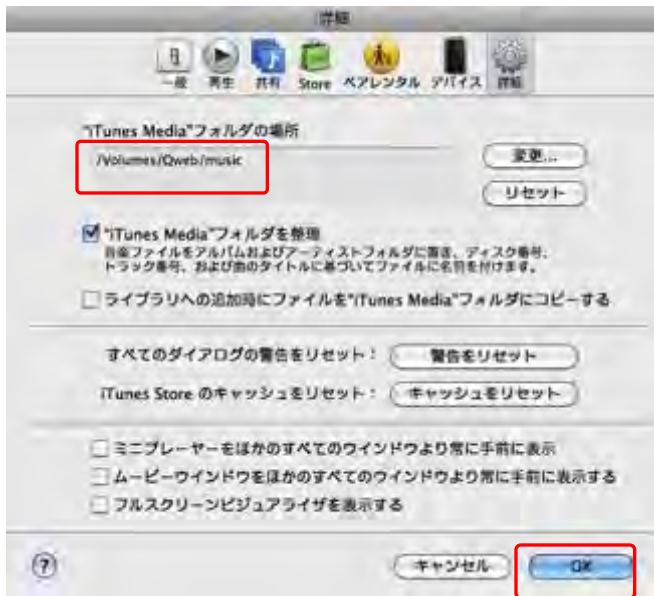 詳細
一般 再生 共有 Store ペアレンタル デバイス 詳細
"iTunes Media"フォルダの場所
/Volumes/Qweb/music
変更...
リセット
"iTunes Media"フォルダを整理
音楽ファイルをアルバムおよびアーティストフォルダに置き、ディスク番号、
トラック番号、および曲のタイトルに基づいてファイルに名前を付けます。
ライブラリへの追加時にファイルを"iTunes Media"フォルダにコピーする
すべてのダイアログの警告をリセット： 警告をリセット
iTunes Store のキャッシュをリセット： キャッシュをリセット
ミニプレーヤーをほかのすべてのウインドウより常に手前に表示
ムービーウインドウをほかのすべてのウインドウより常に手前に表示する
フルスクリーンビジュアライザを表示する
? キャンセル OK